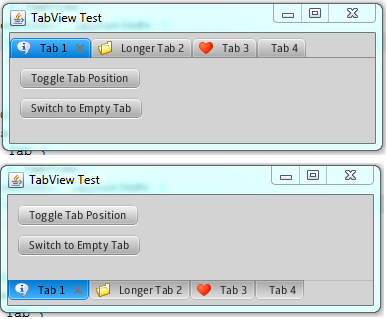 TabView Test
Tab 1 Longer Tab 2 Tab 3 Tab 4
Toggle Tab Position
Switch to Empty Tab
Tab }
TabView Test
Toggle Tab Position
Switch to Empty Tab
Tab 1 Longer Tab 2 Tab 3 Tab 4
Tab }